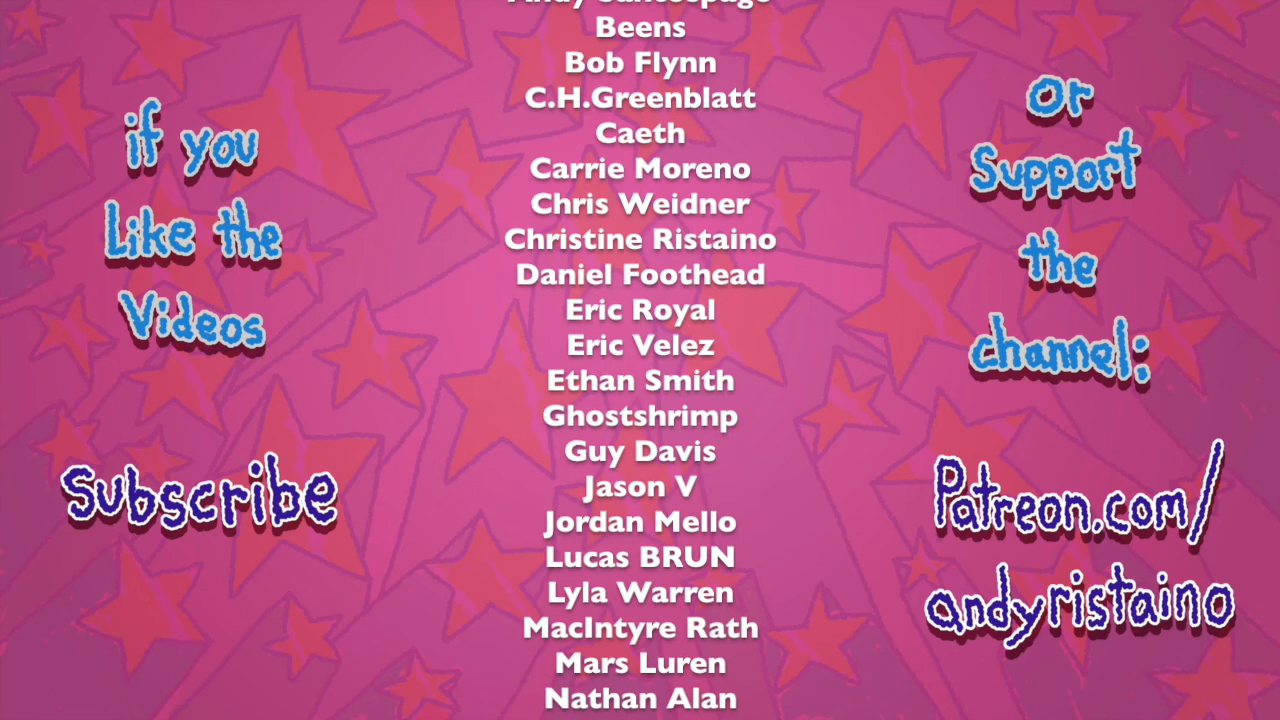 if you
Like the
Videos
Subscribe
Beens
Bob Flynn
C.H.Greenblatt
Caeth
Carrie Moreno
Chris Weidner
Christine Ristaino
Daniel Foothead
Eric Royal
Eric Velez
Ethan Smith
Ghostshrimp
Guy Davis
Jason V
Jordan Mello
Lucas BRUN
Lyla Warren
MacIntyre Rath
Mars Luren
Nathan Alan
Or
Support
the
channel:
Patreon.com/
andyristaino